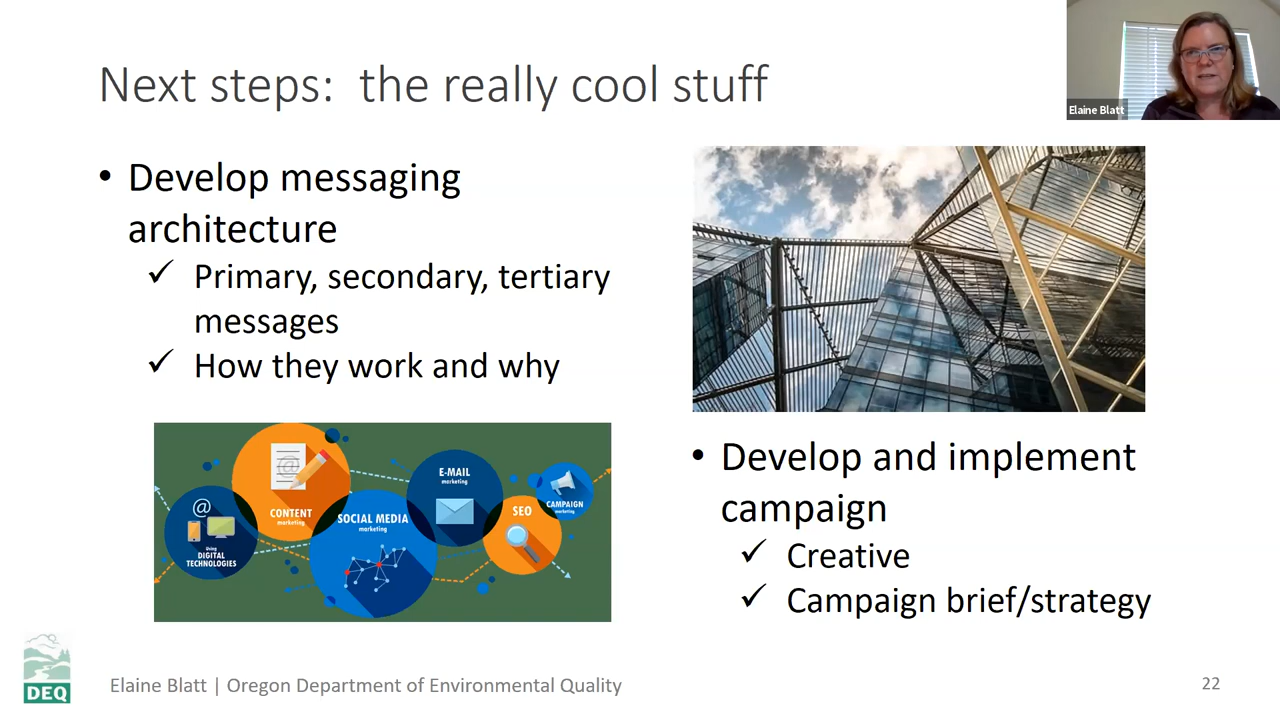 Next steps:  the really cool stuff
Elaine Blatt
• Develop messaging
architecture
✓ Primary, secondary, tertiary
messages
✓ How they work and why
@
Using
DIGITAL
TECHNOLOGIES
@
CONTENT
marketing
SOCIAL MEDIA
marketing
E-MAIL
marketing
SEO
CAMPAIGN
marketing
• Develop and implement
campaign
✓ Creative
✓ Campaign brief/strategy
DEQ
Elaine Blatt | Oregon Department of Environmental Quality
22